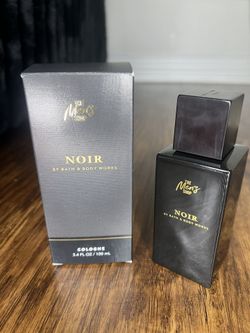 THE
Men's
SHOP
NOIR
BY BATH & BODY WORKS
COLOGNE
3.4 FL OZ / 100 mL
THE
Men's
SHOP
NOIR
BY BATH & BODY WORKS